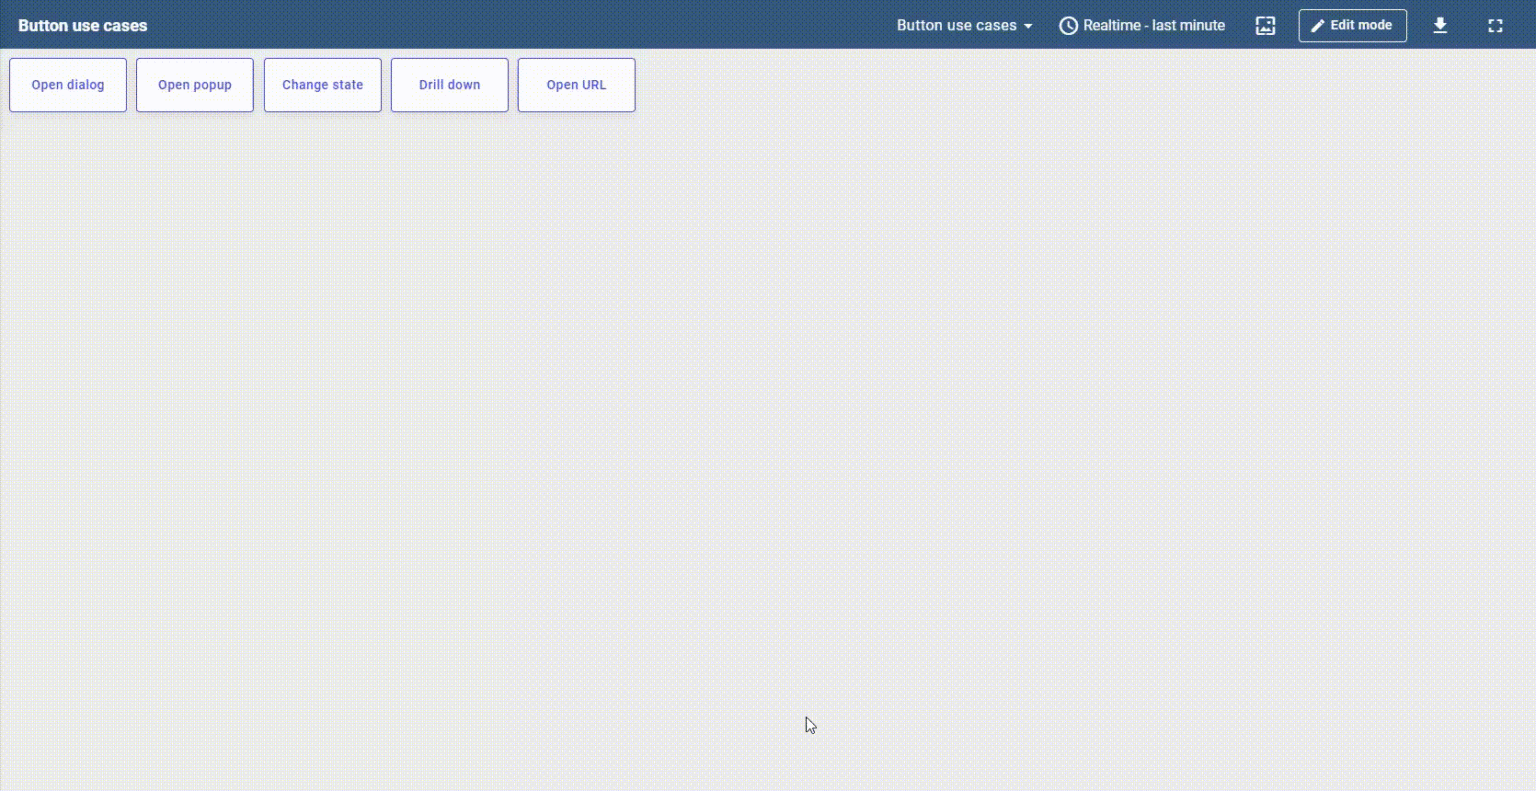 Button use cases
Button use cases
Realtime - last minute
Edit mode
Open dialog
Open popup
Change state
Drill down
Open URL